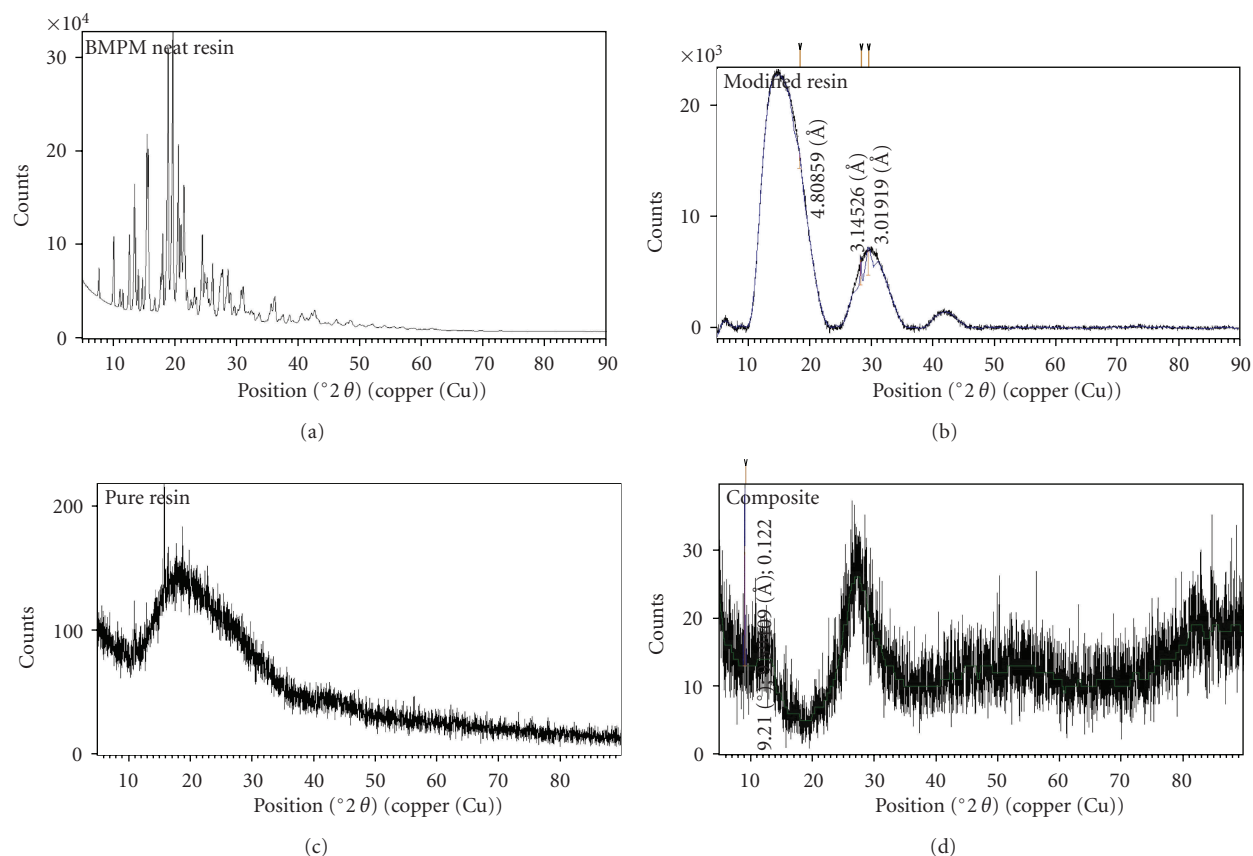 ×10⁴
BMPM neat resin
30
20
10
0
Counts
10 20 30 40 50 60 70 80 90
Position (°2θ) (copper (Cu))
(a)
×10³
Modified resin
20
10
0
Counts
4.80859 (Å)
3.14526 (Å)
3.01919 (Å)
10 20 30 40 50 60 70 80 90
Position (°2θ) (copper (Cu))
(b)
Pure resin
200
100
0
Counts
10 20 30 40 50 60 70 80
Position (°2θ) (copper (Cu))
(c)
Composite
30
20
10
0
Counts
9.21 (°); 09 (Å); 0.122
10 20 30 40 50 60 70 80
Position (°2θ) (copper (Cu))
(d)